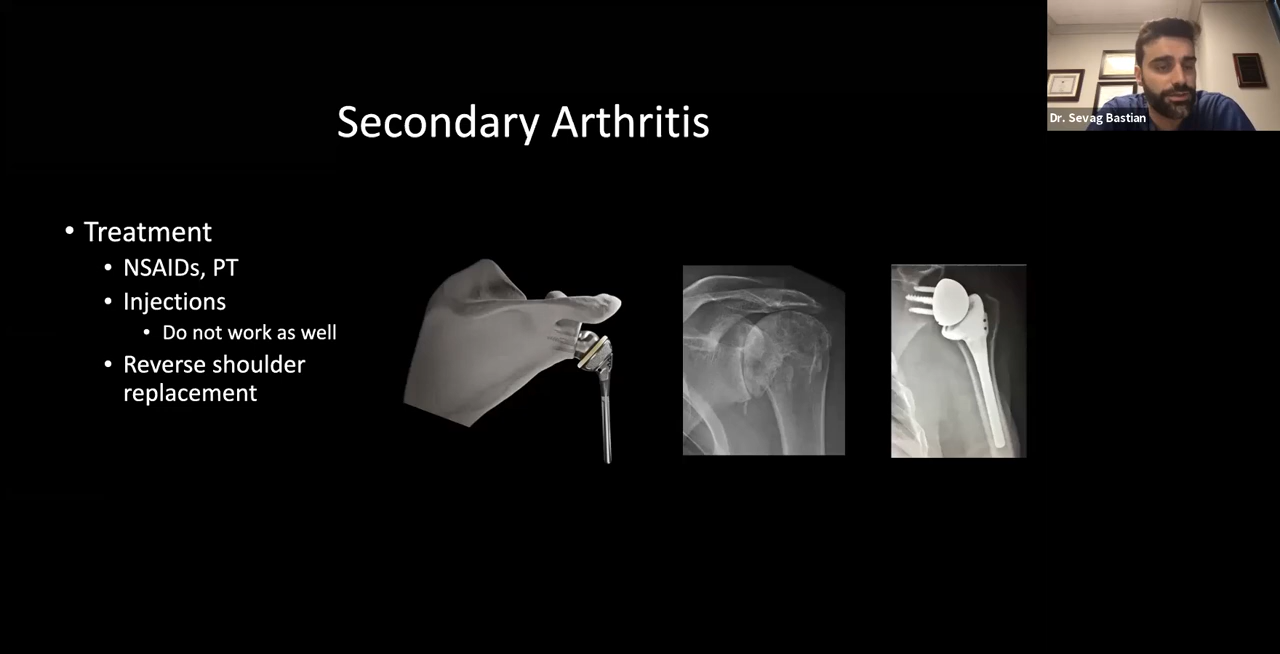 Dr. Sevag Bastian
Secondary Arthritis
• Treatment
• NSAIDs, PT
• Injections
• Do not work as well
• Reverse shoulder
replacement